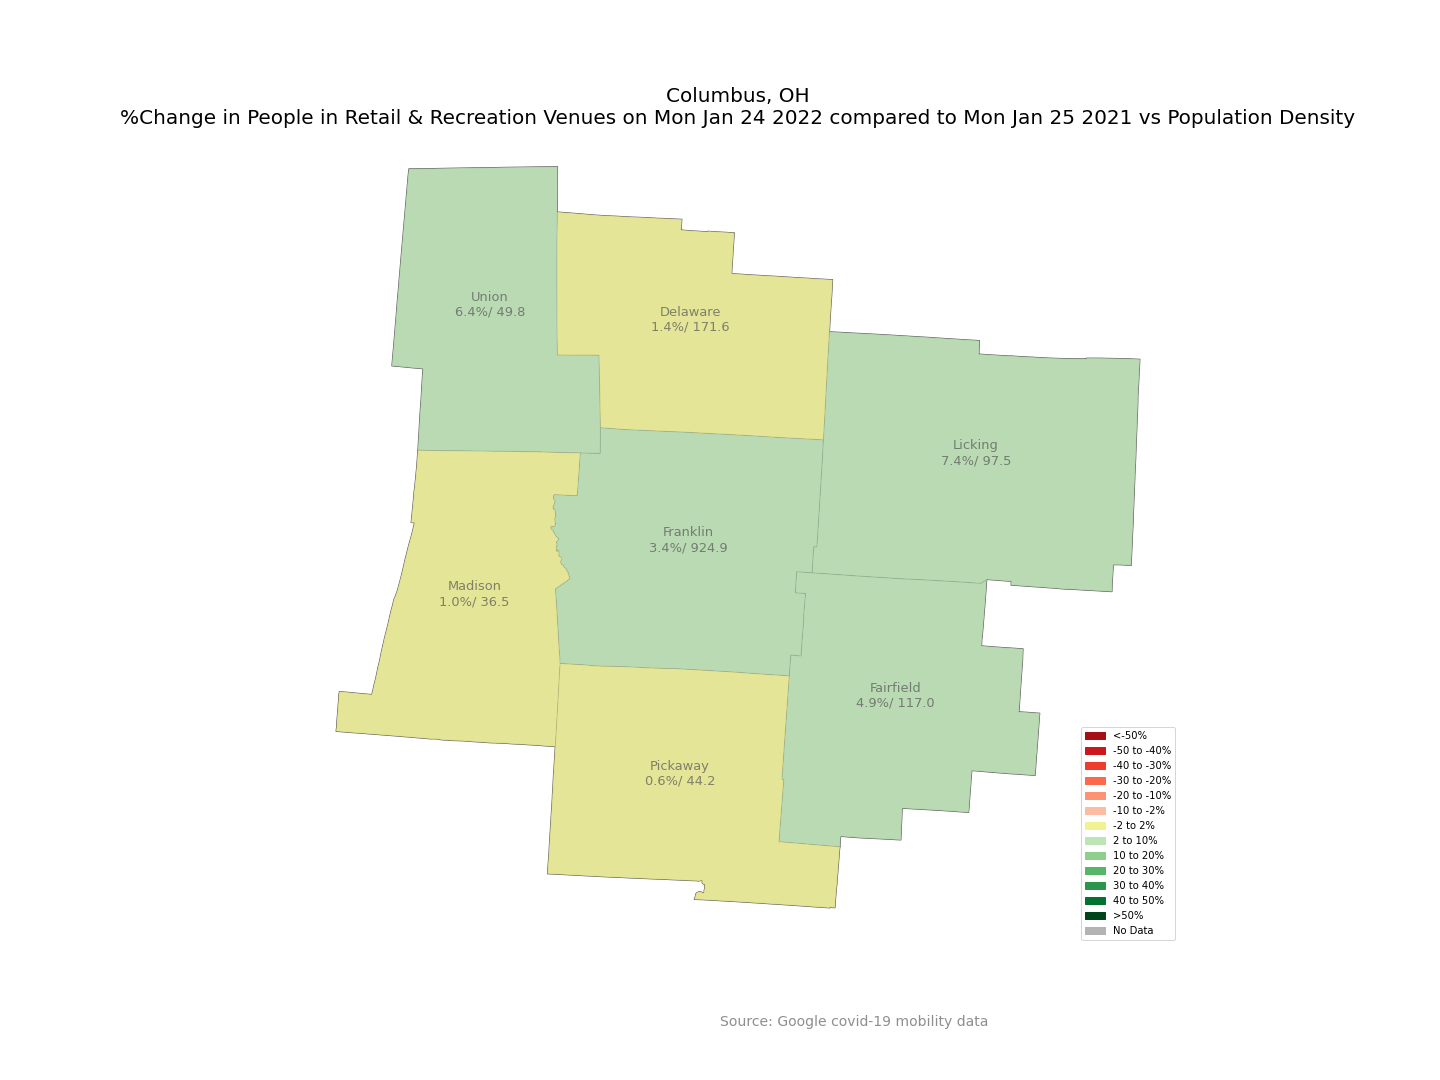 Columbus, OH
%Change in People in Retail & Recreation Venues on Mon Jan 24 2022 compared to Mon Jan 25 2021 vs Population Density
Union
6.4%/ 49.8
Delaware
1.4%/ 171.6
Licking
7.4%/ 97.5
Franklin
3.4%/ 924.9
Madison
1.0%/ 36.5
Fairfield
4.9%/ 117.0
Pickaway
0.6%/ 44.2
<-50%
-50 to -40%
-40 to -30%
-30 to -20%
-20 to -10%
-10 to -2%
-2 to 2%
2 to 10%
10 to 20%
20 to 30%
30 to 40%
40 to 50%
>50%
No Data
Source: Google covid-19 mobility data